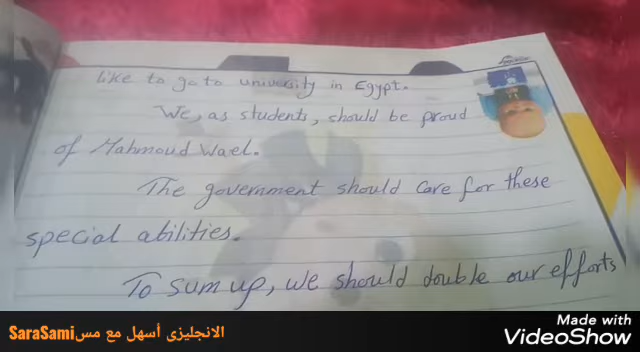 like to go to university in Egypt.
We, as students, should be proud
of Mahmoud Wael.
The government should care for these
special abilities.
To sum up, we should double our efforts
الانجليزى أسهل مع مس SaraSami
Made with
VideoShow